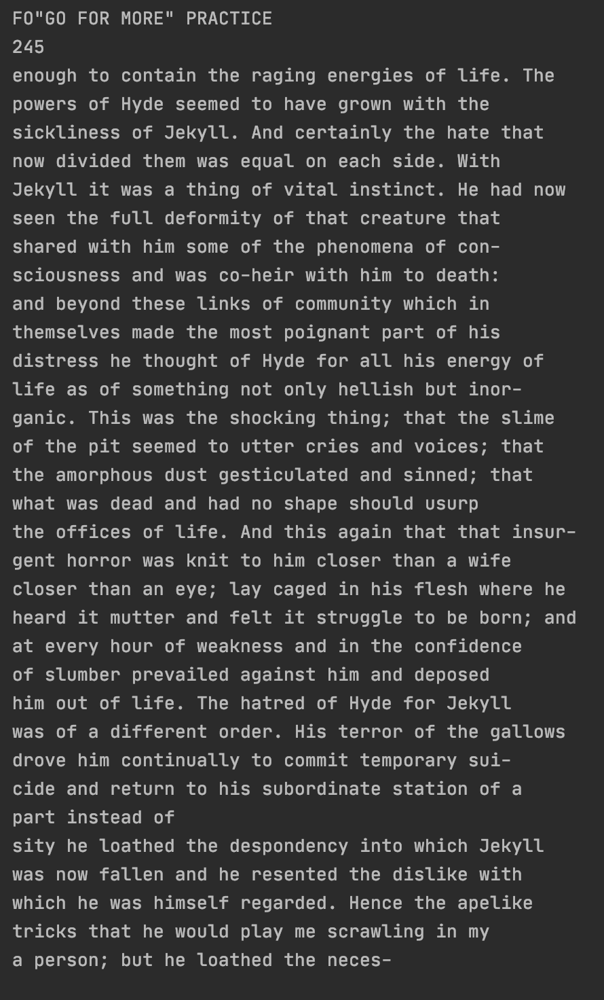 FO"GO FOR MORE" PRACTICE
245
enough to contain the raging energies of life. The
powers of Hyde seemed to have grown with the
sickliness of Jekyll. And certainly the hate that
now divided them was equal on each side. With
Jekyll it was a thing of vital instinct. He had now
seen the full deformity of that creature that
shared with him some of the phenomena of con-
sciousness and was co-heir with him to death:
and beyond these links of community which in
themselves made the most poignant part of his
distress he thought of Hyde for all his energy of
life as of something not only hellish but inor-
ganic. This was the shocking thing; that the slime
of the pit seemed to utter cries and voices; that
the amorphous dust gesticulated and sinned; that
what was dead and had no shape should usurp
the offices of life. And this again that that insur-
gent horror was knit to him closer than a wife
closer than an eye; lay caged in his flesh where he
heard it mutter and felt it struggle to be born; and
at every hour of weakness and in the confidence
of slumber prevailed against him and deposed
him out of life. The hatred of Hyde for Jekyll
was of a different order. His terror of the gallows
drove him continually to commit temporary sui-
cide and return to his subordinate station of a
part instead of
sity he loathed the despondency into which Jekyll
was now fallen and he resented the dislike with
which he was himself regarded. Hence the apelike
tricks that he would play me scrawling in my
a person; but he loathed the neces-